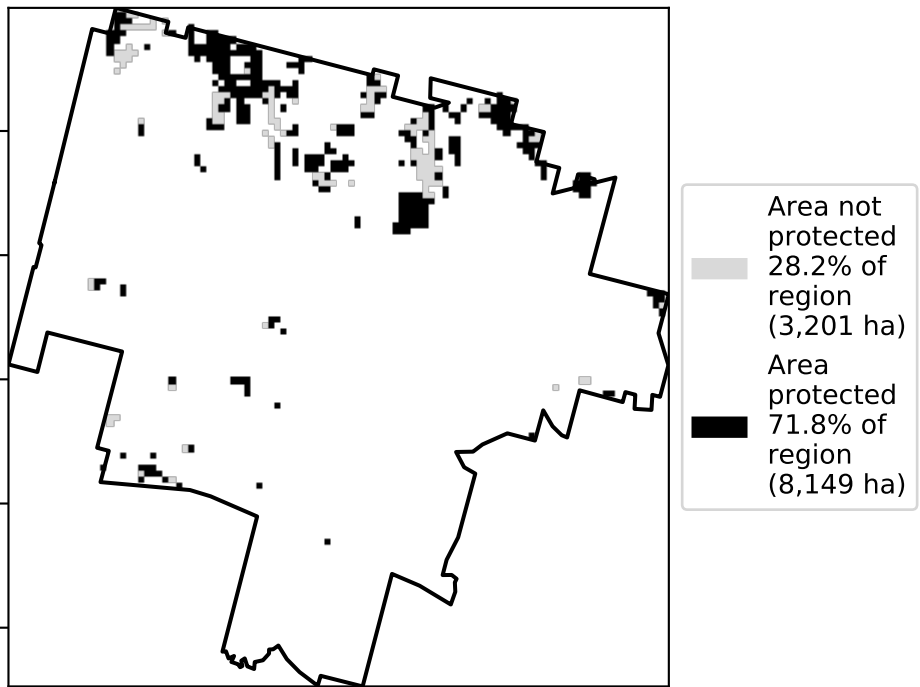 Area not
protected
28.2% of
region
(3,201 ha)
Area
protected
71.8% of
region
(8,149 ha)